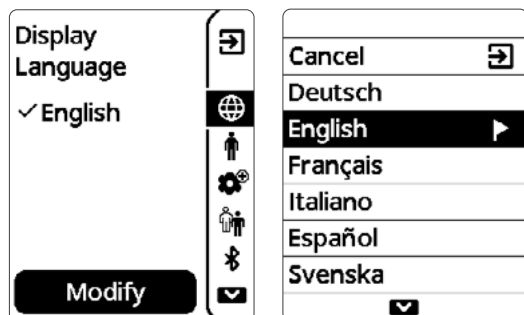 Display
Language
✓ English
Modify
Cancel
Deutsch
English
Français
Italiano
Español
Svenska